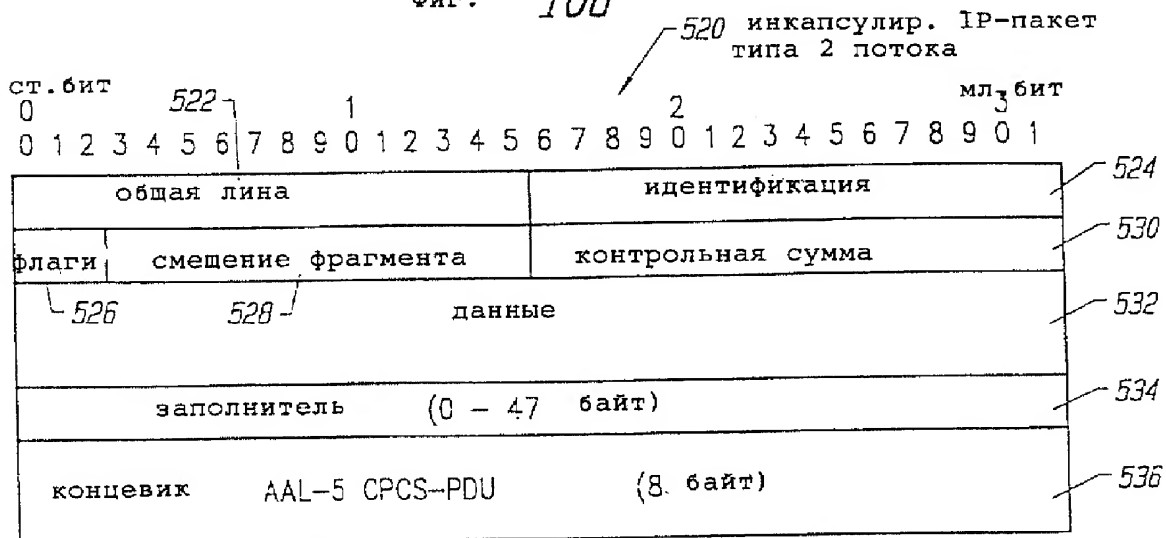 фиг. 10б
520 инкапсулир. IP-пакет
типа 2 потока
ст.бит мл.бит
0 522 1 2 3
0 1 2 3 4 5 6 7 8 9 0 1 2 3 4 5 6 7 8 9 0 1 2 3 4 5 6 7 8 9 0 1
общая лина идентификация 524
флаги смешение фрагмента контрольная сумма 530
526 528 данные 532
заполнитель (0 – 47 байт) 534
концевик AAL–5 CPCS–PDU (8. байт) 536